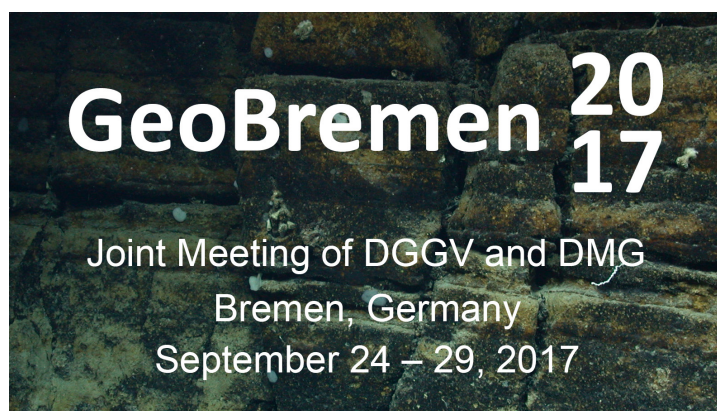 GeoBremen 20
17
Joint Meeting of DGGV and DMG
Bremen, Germany
September 24 – 29, 2017